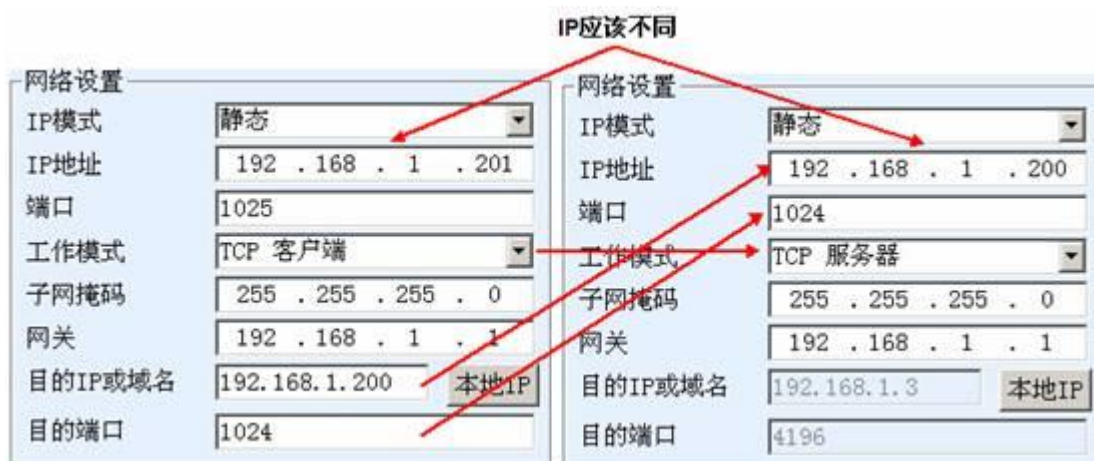 IP应该不同
网络设置
IP模式 静态
IP地址 192 . 168 . 1 . 201
端口 1025
工作模式 TCP 客户端
子网掩码 255 . 255 . 255 . 0
网关 192 . 168 . 1 . 1
目的IP或域名 192.168.1.200 本地IP
目的端口 1024
网络设置
IP模式 静态
IP地址 192 . 168 . 1 . 200
端口 1024
工作模式 TCP 服务器
子网掩码 255 . 255 . 255 . 0
网关 192 . 168 . 1 . 1
目的IP或域名 192.168.1.3 本地IP
目的端口 4196